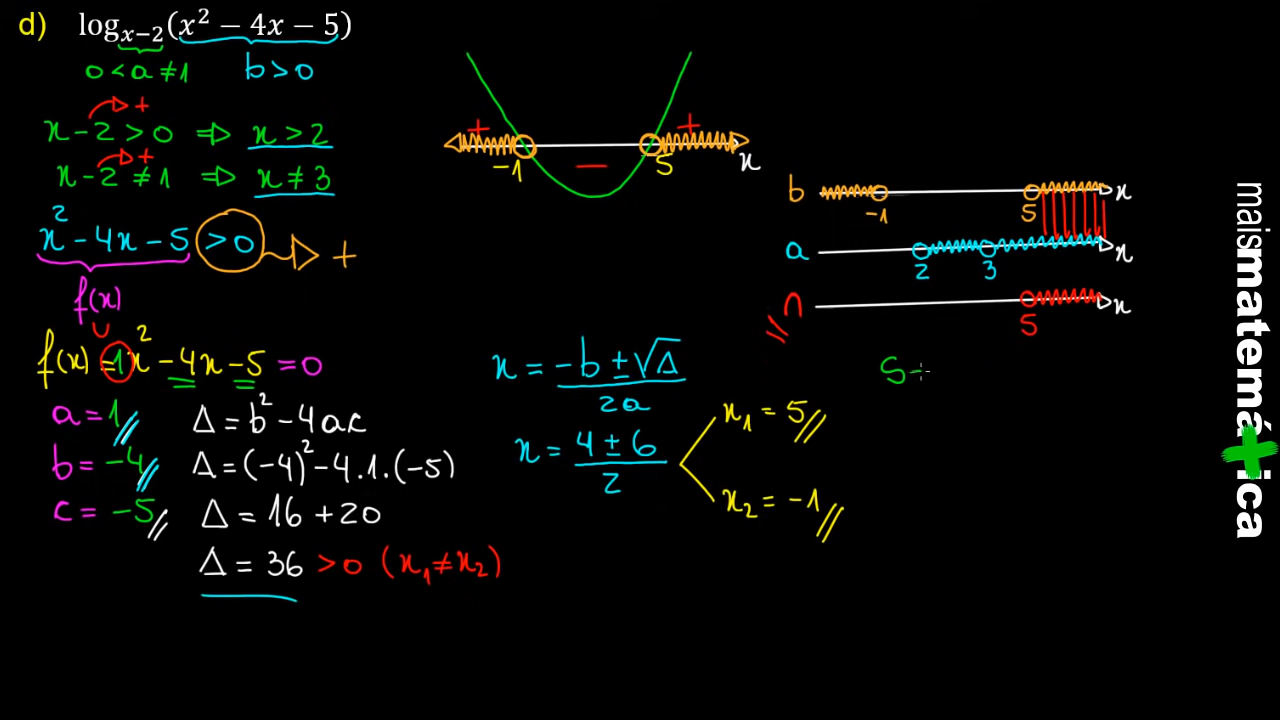 d) log_{x−2}(x² − 4x − 5)
0 < a ≠ 1 b > 0
+
x − 2 > 0 ⇒ x > 2
+
x − 2 ≠ 1 ⇒ x ≠ 3
x² − 4x − 5 > 0 → +
f(x)
∪
f(x) = 1x² − 4x − 5 = 0
a = 1
b = −4
c = −5
Δ = b² − 4ac
Δ = (−4)² − 4.1.(−5)
Δ = 16 + 20
Δ = 36 > 0 (x₁ ≠ x₂)
+ − +
−1 5 x
x = −b ± √Δ / 2a
x = 4 ± 6 / 2
x₁ = 5
x₂ = −1
b −1 5 x
a 2 3 x
∩ 5 x
S =
maismatemática